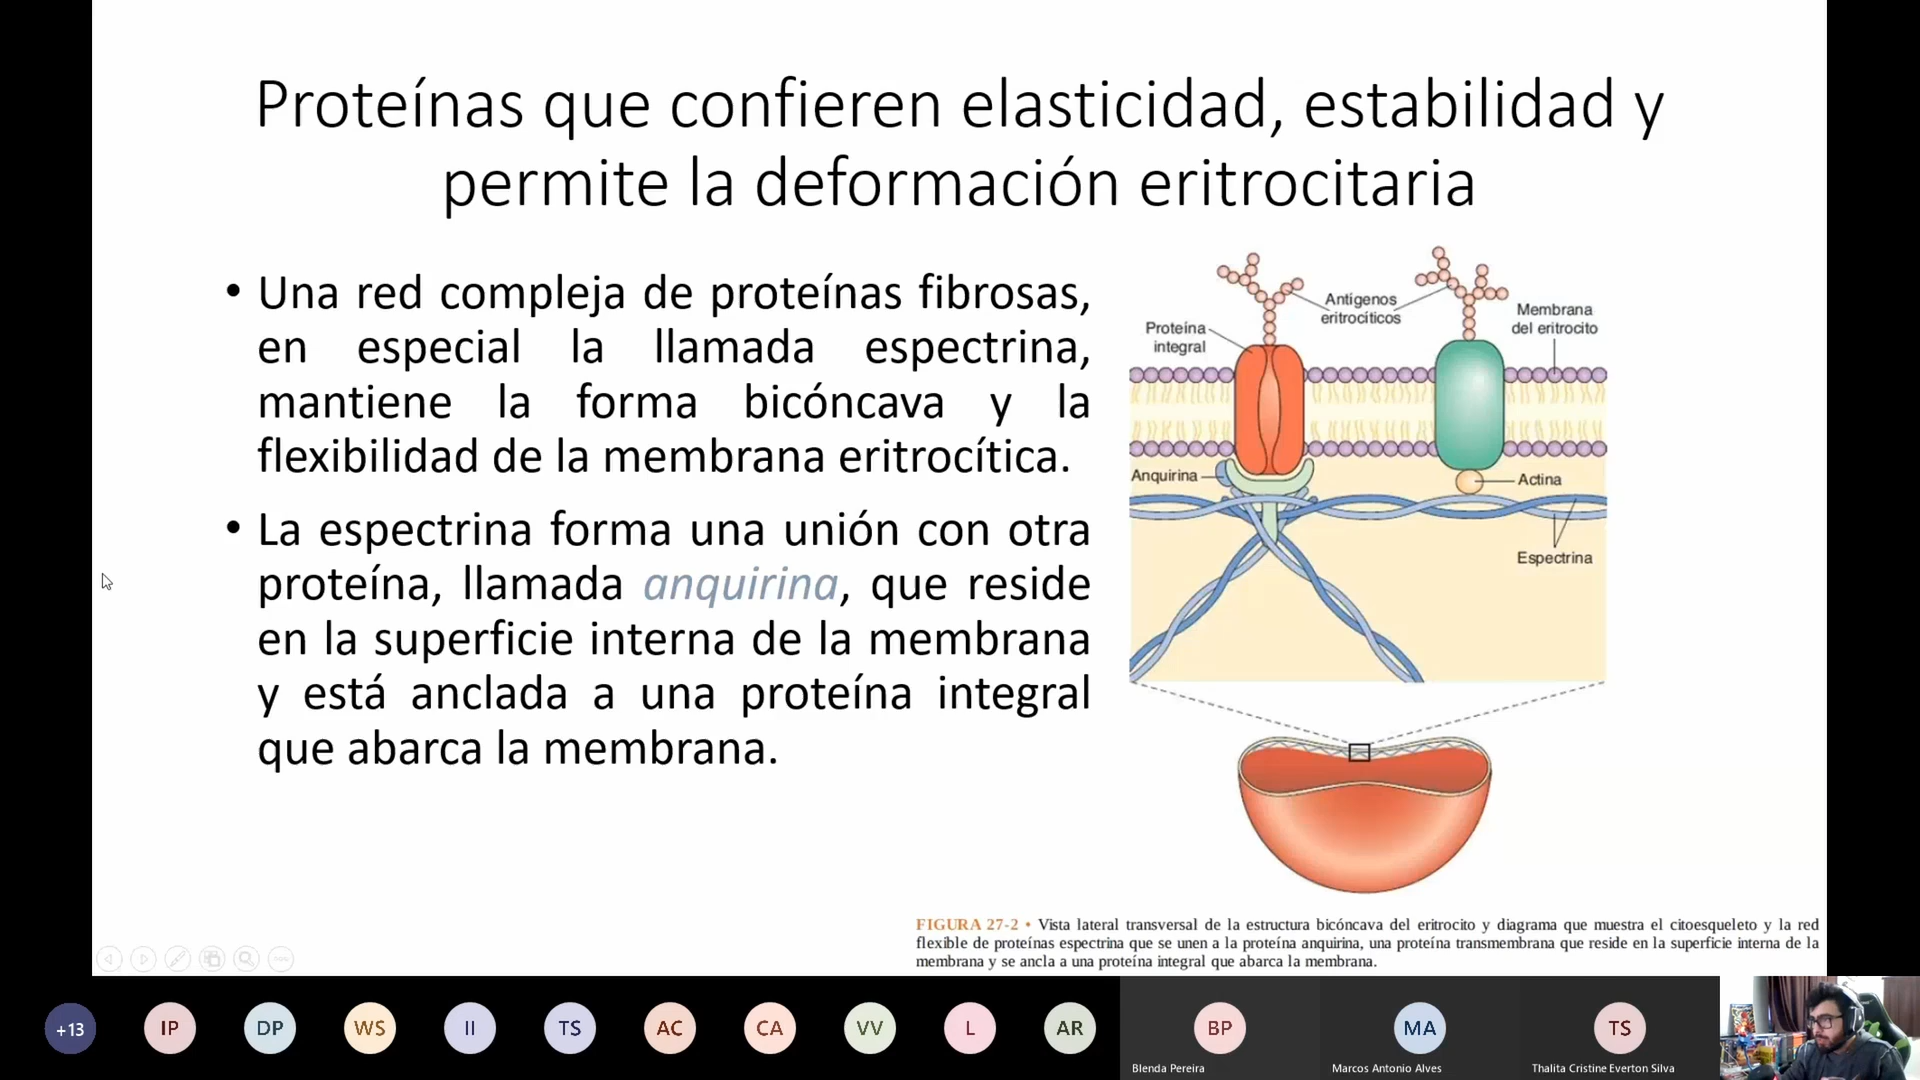 Proteínas que confieren elasticidad, estabilidad y
permite la deformación eritrocitaria
• Una red compleja de proteínas fibrosas,
en especial la llamada espectrina,
mantiene la forma bicóncava y la
flexibilidad de la membrana eritrocítica.
• La espectrina forma una unión con otra
proteína, llamada anquirina, que reside
en la superficie interna de la membrana
y está anclada a una proteína integral
que abarca la membrana.
Antígenos
eritrocíticos
Membrana
del eritrocito
Proteína
integral
Anquirina
Actina
Espectrina
FIGURA 27-2 • Vista lateral transversal de la estructura bicóncava del eritrocito y diagrama que muestra el citoesqueleto y la red
flexible de proteínas espectrina que se unen a la proteína anquirina, una proteína transmembrana que reside en la superficie interna de la
membrana y se ancla a una proteína integral que abarca la membrana.
+13
IP
DP
WS
II
TS
AC
CA
VV
L
AR
BP
MA
TS
Blenda Pereira
Marcos Antonio Alves
Thalita Cristine Everton Silva